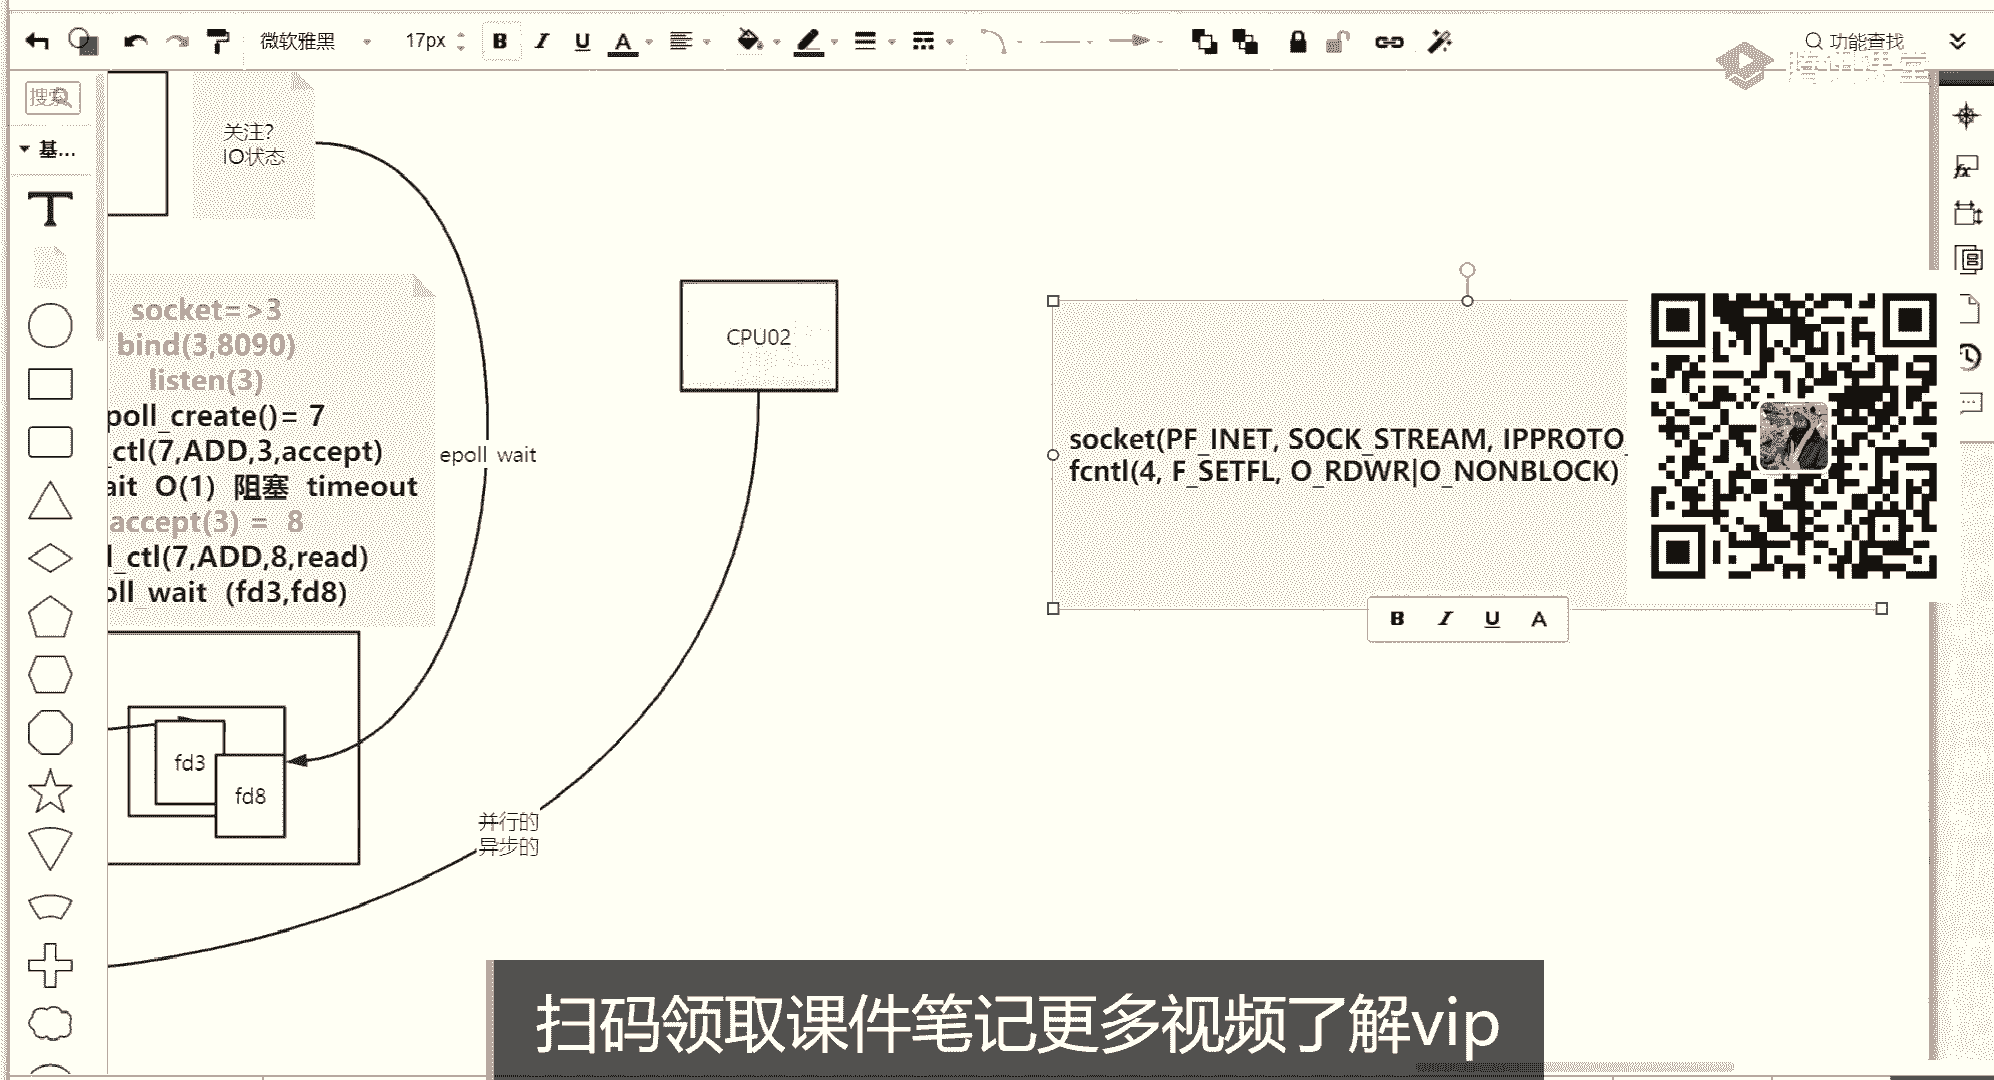 微软雅黑
17px
B I U A
功能查找
腾讯课堂
搜索
基...
T
关注?
IO状态
socket=>3
bind(3,8090)
listen(3)
poll_create()= 7
_ctl(7,ADD,3,accept)
ait O(1) 阻塞 timeout
accept(3) = 8
l_ctl(7,ADD,8,read)
oll_wait (fd3,fd8)
epoll wait
CPU02
socket(PF_INET, SOCK_STREAM, IPPROTO_
fcntl(4, F_SETFL, O_RDWR|O_NONBLOCK)
B I U A
fd3
fd8
并行的
异步的
扫码领取课件笔记更多视频了解vip